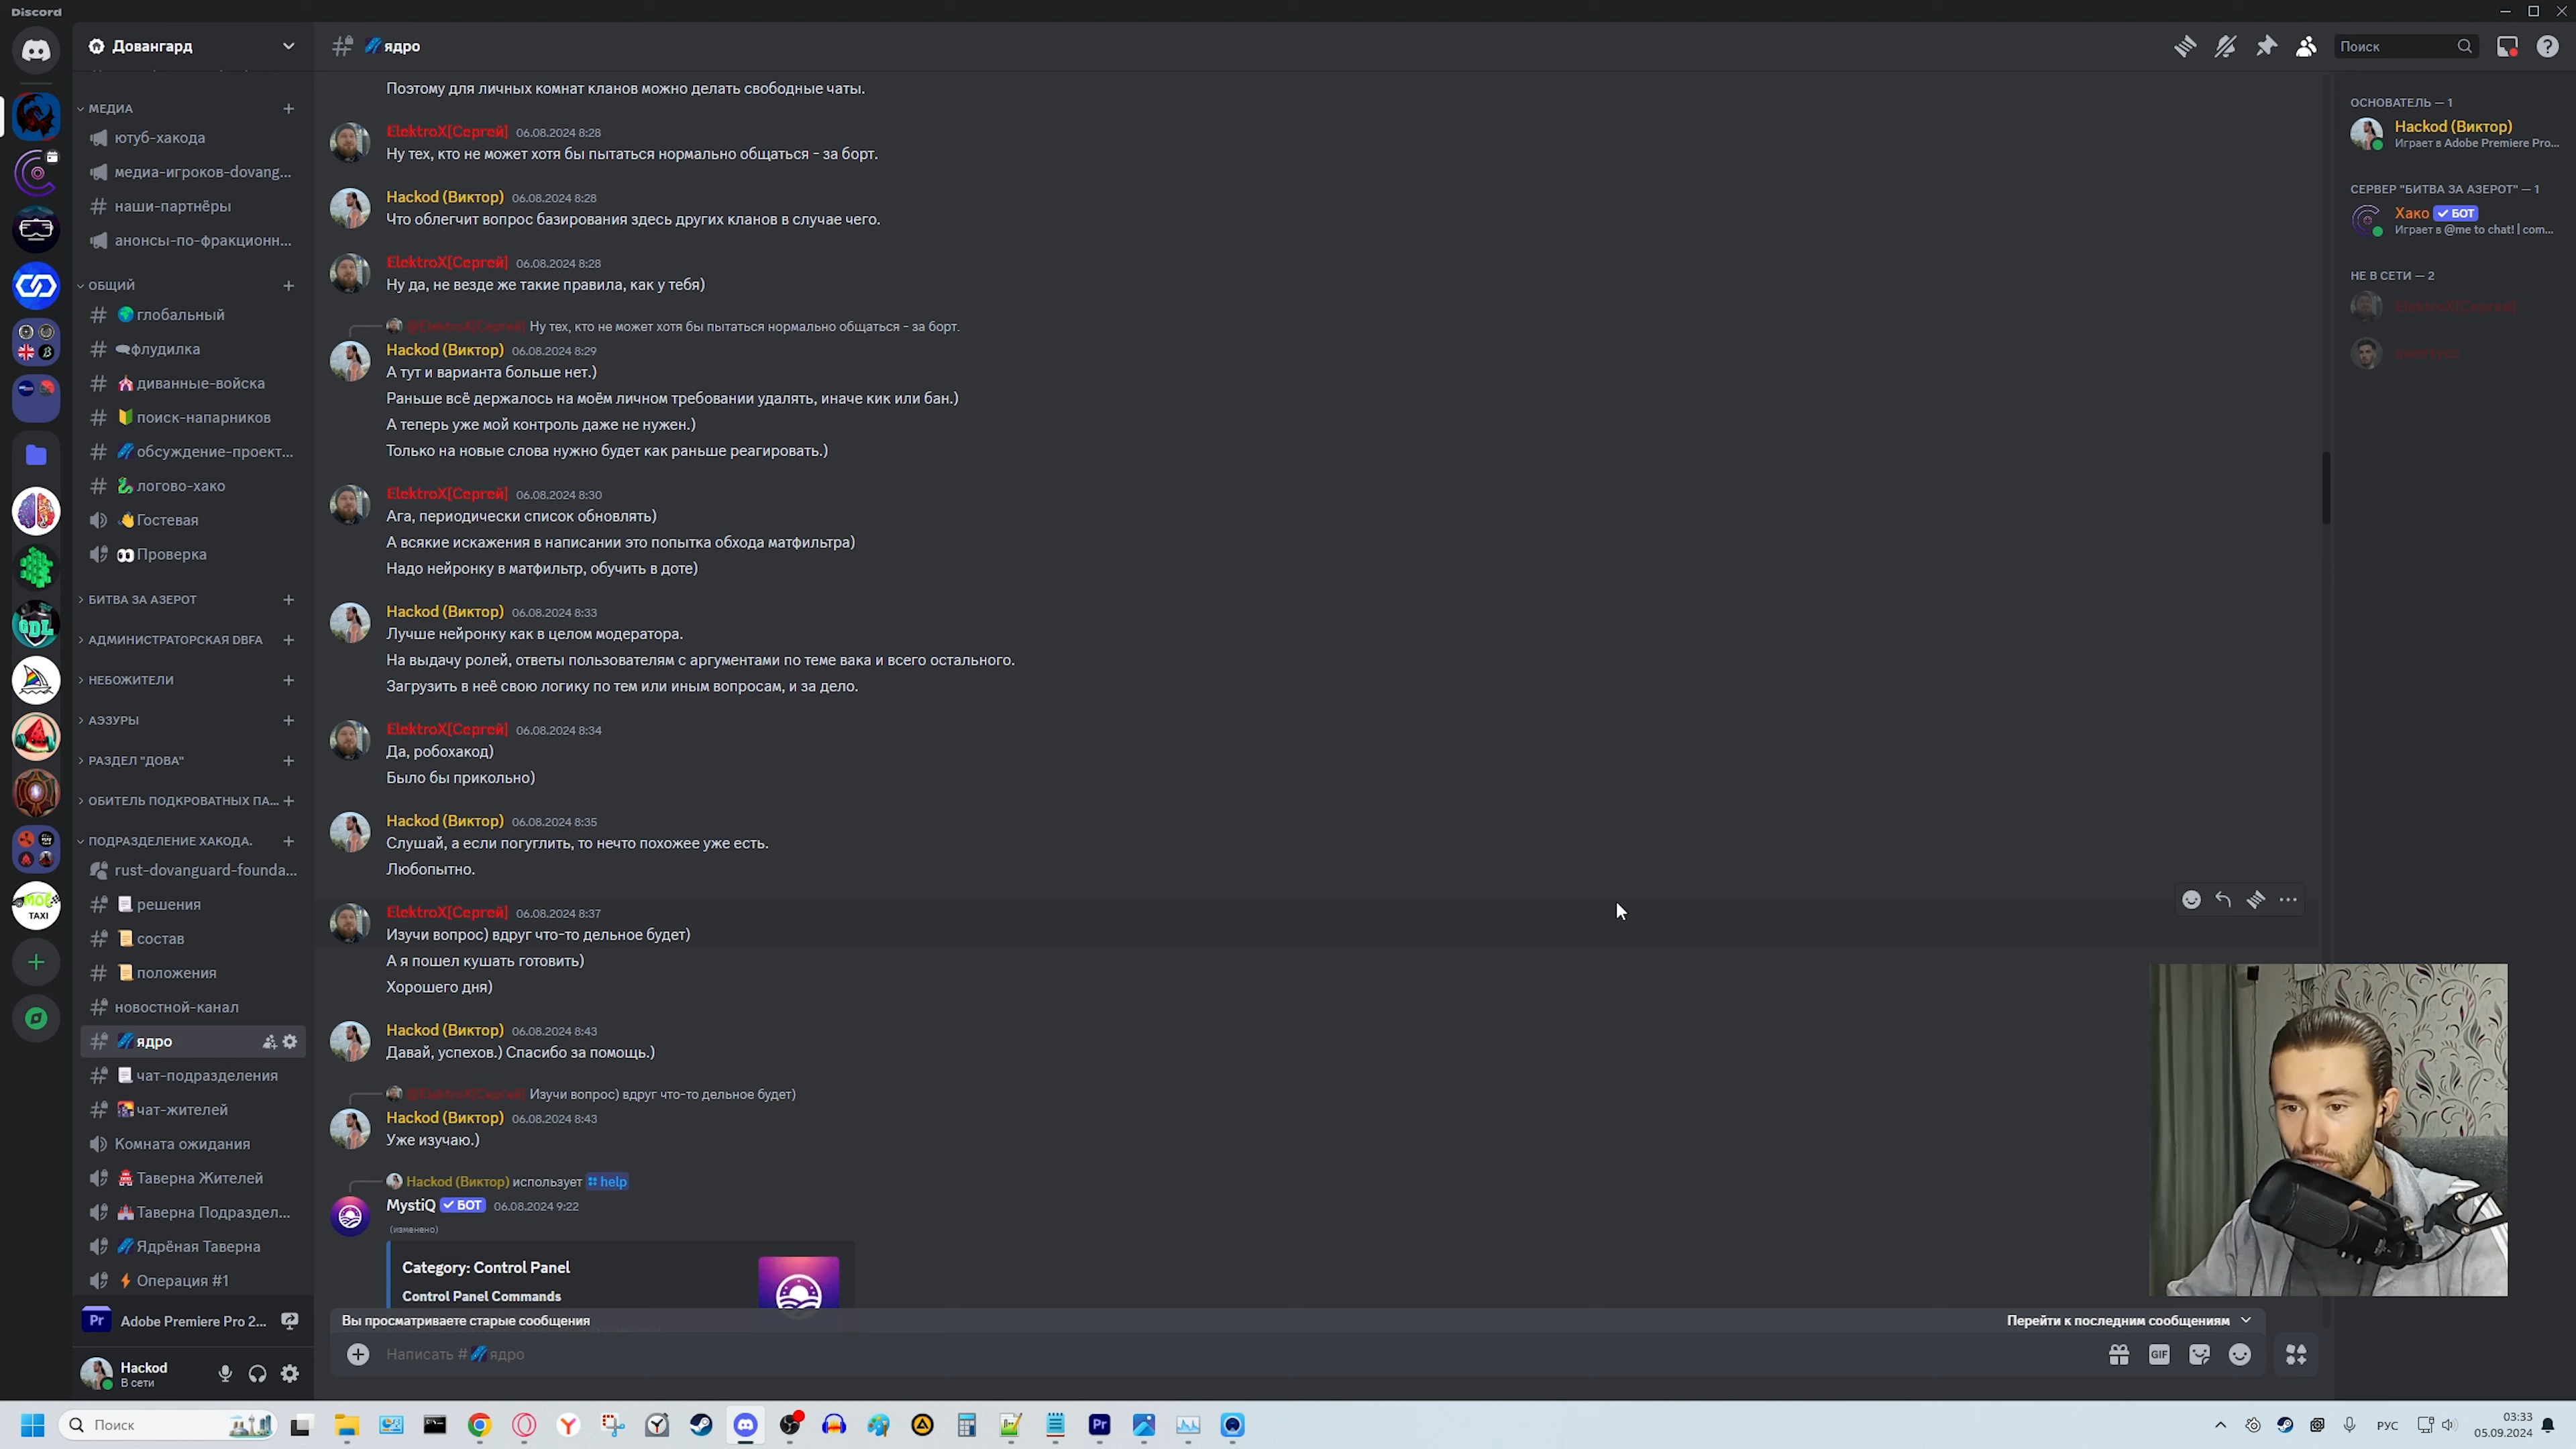 Discord
Довангард
МЕДИА
ютуб-хакода
медиа-игроков-dovang...
наши-партнёры
анонсы-по-фракционн...
ОБЩИЙ
глобальный
флудилка
диванные-войска
поиск-напарников
обсуждение-проект...
логово-хако
Гостевая
Проверка
БИТВА ЗА АЗЕРОТ
АДМИНИСТРАТОРСКАЯ DBFA
НЕБОЖИТЕЛИ
АЭЗУРЫ
РАЗДЕЛ "ДОВА"
ОБИТЕЛЬ ПОДКРОВАТНЫХ ПА...
ПОДРАЗДЕЛЕНИЕ ХАКОДА.
rust-dovanguard-founda...
решения
состав
положения
новостной-канал
ядро
чат-подразделения
чат-жителей
Комната ожидания
Таверна Жителей
Таверна Подраздел...
Ядрёная Таверна
Операция #1
Adobe Premiere Pro 2...
Hackod
В сети
ядро
Поиск
Поэтому для личных комнат кланов можно делать свободные чаты.
ElektroX[Сергей] 06.08.2024 8:28
Ну тех, кто не может хотя бы пытаться нормально общаться - за борт.
Hackod (Виктор) 06.08.2024 8:28
Что облегчит вопрос базирования здесь других кланов в случае чего.
ElektroX[Сергей] 06.08.2024 8:28
Ну да, не везде же такие правила, как у тебя)
@ElektroX[Сергей] Ну тех, кто не может хотя бы пытаться нормально общаться - за борт.
Hackod (Виктор) 06.08.2024 8:29
А тут и варианта больше нет.)
Раньше всё держалось на моём личном требовании удалять, иначе кик или бан.)
А теперь уже мой контроль даже не нужен.)
Только на новые слова нужно будет как раньше реагировать.)
ElektroX[Сергей] 06.08.2024 8:30
Ага, периодически список обновлять)
А всякие искажения в написании это попытка обхода матфильтра)
Надо нейронку в матфильтр, обучить в доте)
Hackod (Виктор) 06.08.2024 8:33
Лучше нейронку как в целом модератора.
На выдачу ролей, ответы пользователям с аргументами по теме вака и всего остального.
Загрузить в неё свою логику по тем или иным вопросам, и за дело.
ElektroX[Сергей] 06.08.2024 8:34
Да, робохакод)
Было бы прикольно)
Hackod (Виктор) 06.08.2024 8:35
Слушай, а если погуглить, то нечто похожее уже есть.
Любопытно.
ElektroX[Сергей] 06.08.2024 8:37
Изучи вопрос) вдруг что-то дельное будет)
А я пошел кушать готовить)
Хорошего дня)
Hackod (Виктор) 06.08.2024 8:43
Давай, успехов.) Спасибо за помощь.)
@ElektroX[Сергей] Изучи вопрос) вдруг что-то дельное будет)
Hackod (Виктор) 06.08.2024 8:43
Уже изучаю.)
Hackod (Виктор) использует help
MystiQ БОТ 06.08.2024 9:22
(изменено)
Category: Control Panel
Control Panel Commands
Вы просматриваете старые сообщения
Перейти к последним сообщениям
Написать # ядро
GIF
ОСНОВАТЕЛЬ — 1
Hackod (Виктор)
Играет в Adobe Premiere Pro...
СЕРВЕР "БИТВА ЗА АЗЕРОТ" — 1
Хако БОТ
Играет в @me to chat! | com...
НЕ В СЕТИ — 2
ElektroX[Сергей]
GDL
TAXI
Pr
Поиск
РУС
03:33
05.09.2024